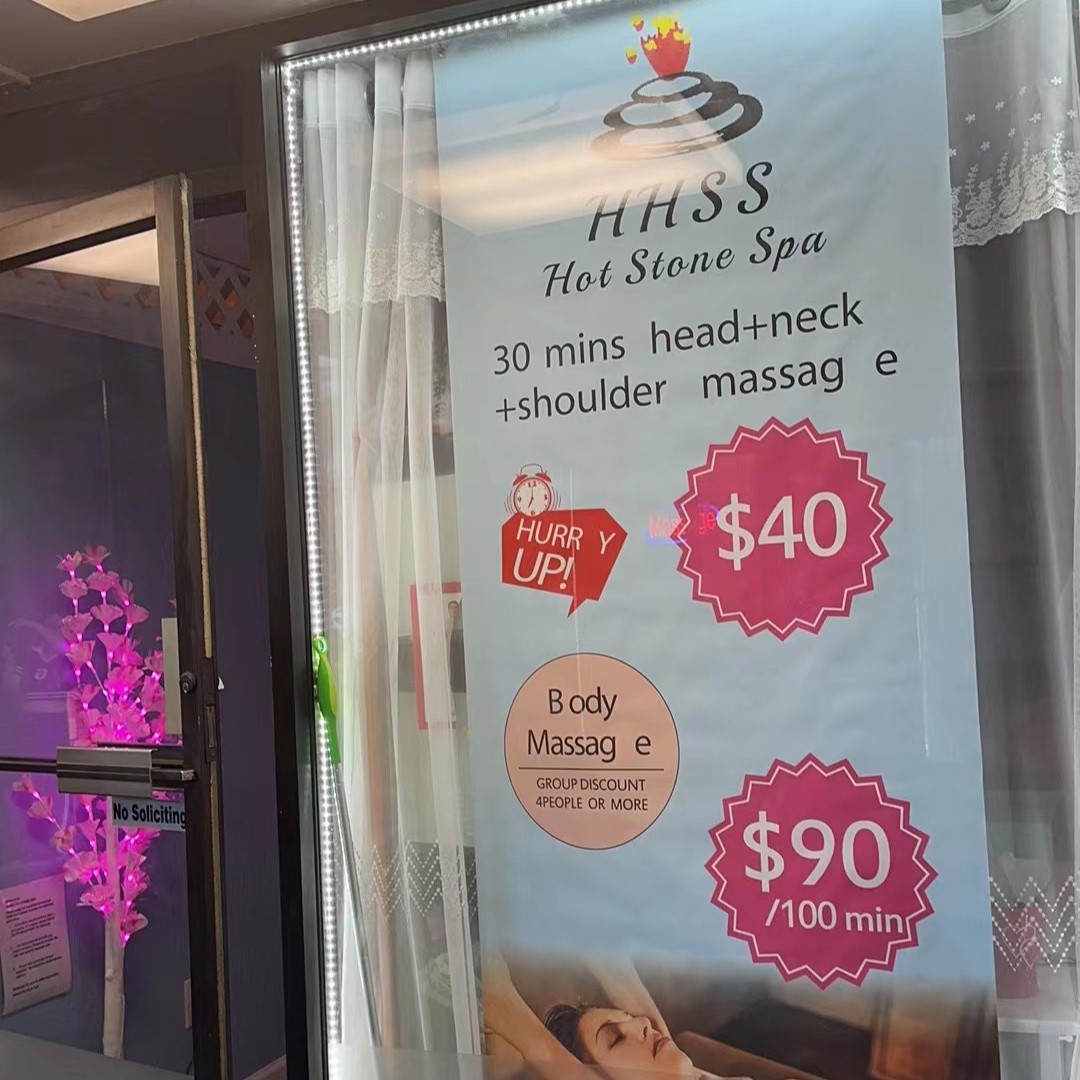 HHSS
Hot Stone Spa
30 mins head+neck
+shoulder massag e
HURR Y
UP!
$40
Body
Massag e
GROUP DISCOUNT
4PEOPLE OR MORE
$90
/100 min
No Soliciting